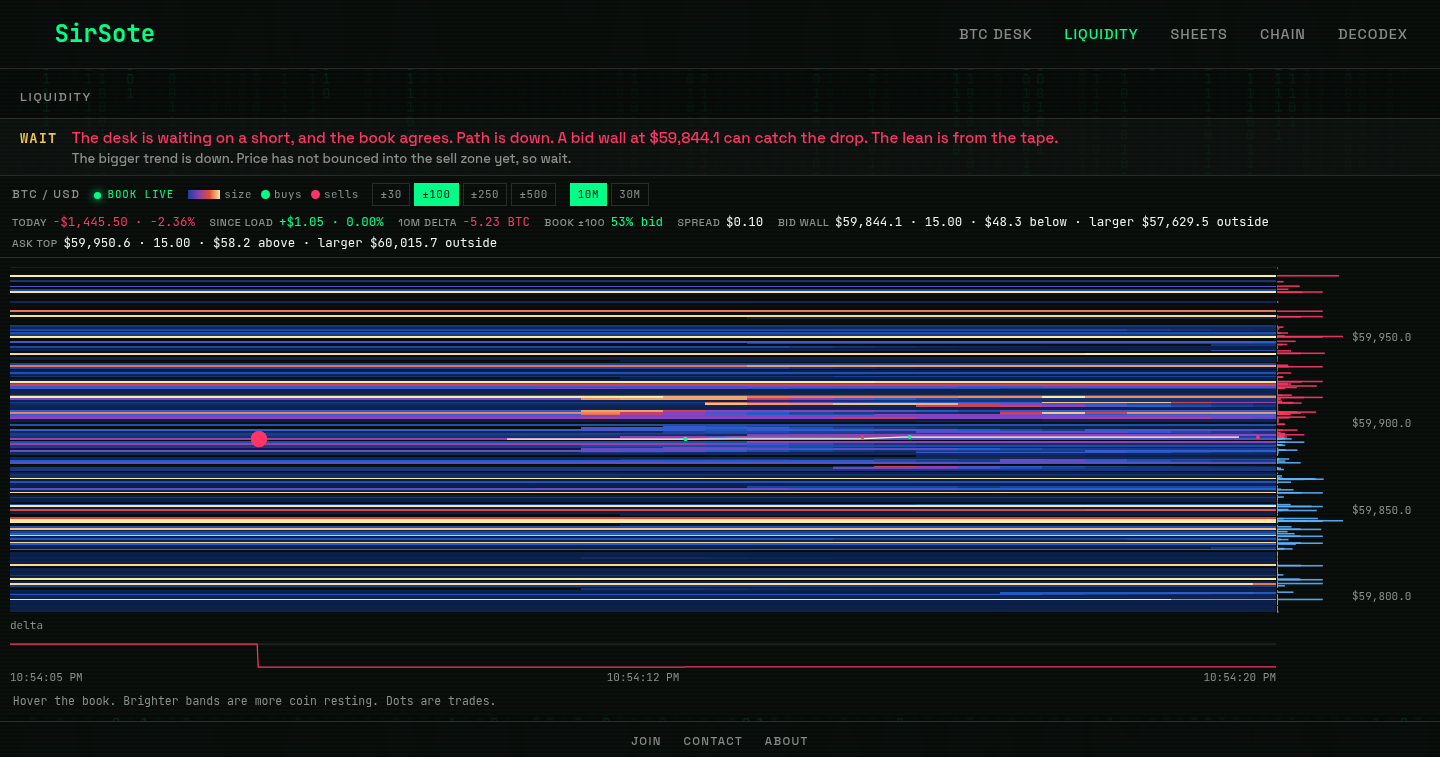 SirSote
BTC DESK LIQUIDITY SHEETS CHAIN DECODEX
LIQUIDITY
WAIT The desk is waiting on a short, and the book agrees. Path is down. A bid wall at $59,844.1 can catch the drop. The lean is from the tape.
The bigger trend is down. Price has not bounced into the sell zone yet, so wait.
BTC / USD BOOK LIVE size buys sells ±30 ±100 ±250 ±500 10M 30M
TODAY -$1,445.50 · -2.36% SINCE LOAD +$1.05 · 0.00% 10M DELTA -5.23 BTC BOOK ±100 53% bid SPREAD $0.10 BID WALL $59,844.1 · 15.00 · $48.3 below · larger $57,629.5 outside
ASK TOP $59,950.6 · 15.00 · $58.2 above · larger $60,015.7 outside
$59,950.0
$59,900.0
$59,850.0
$59,800.0
delta
10:54:05 PM 10:54:12 PM 10:54:20 PM
Hover the book. Brighter bands are more coin resting. Dots are trades.
JOIN CONTACT ABOUT